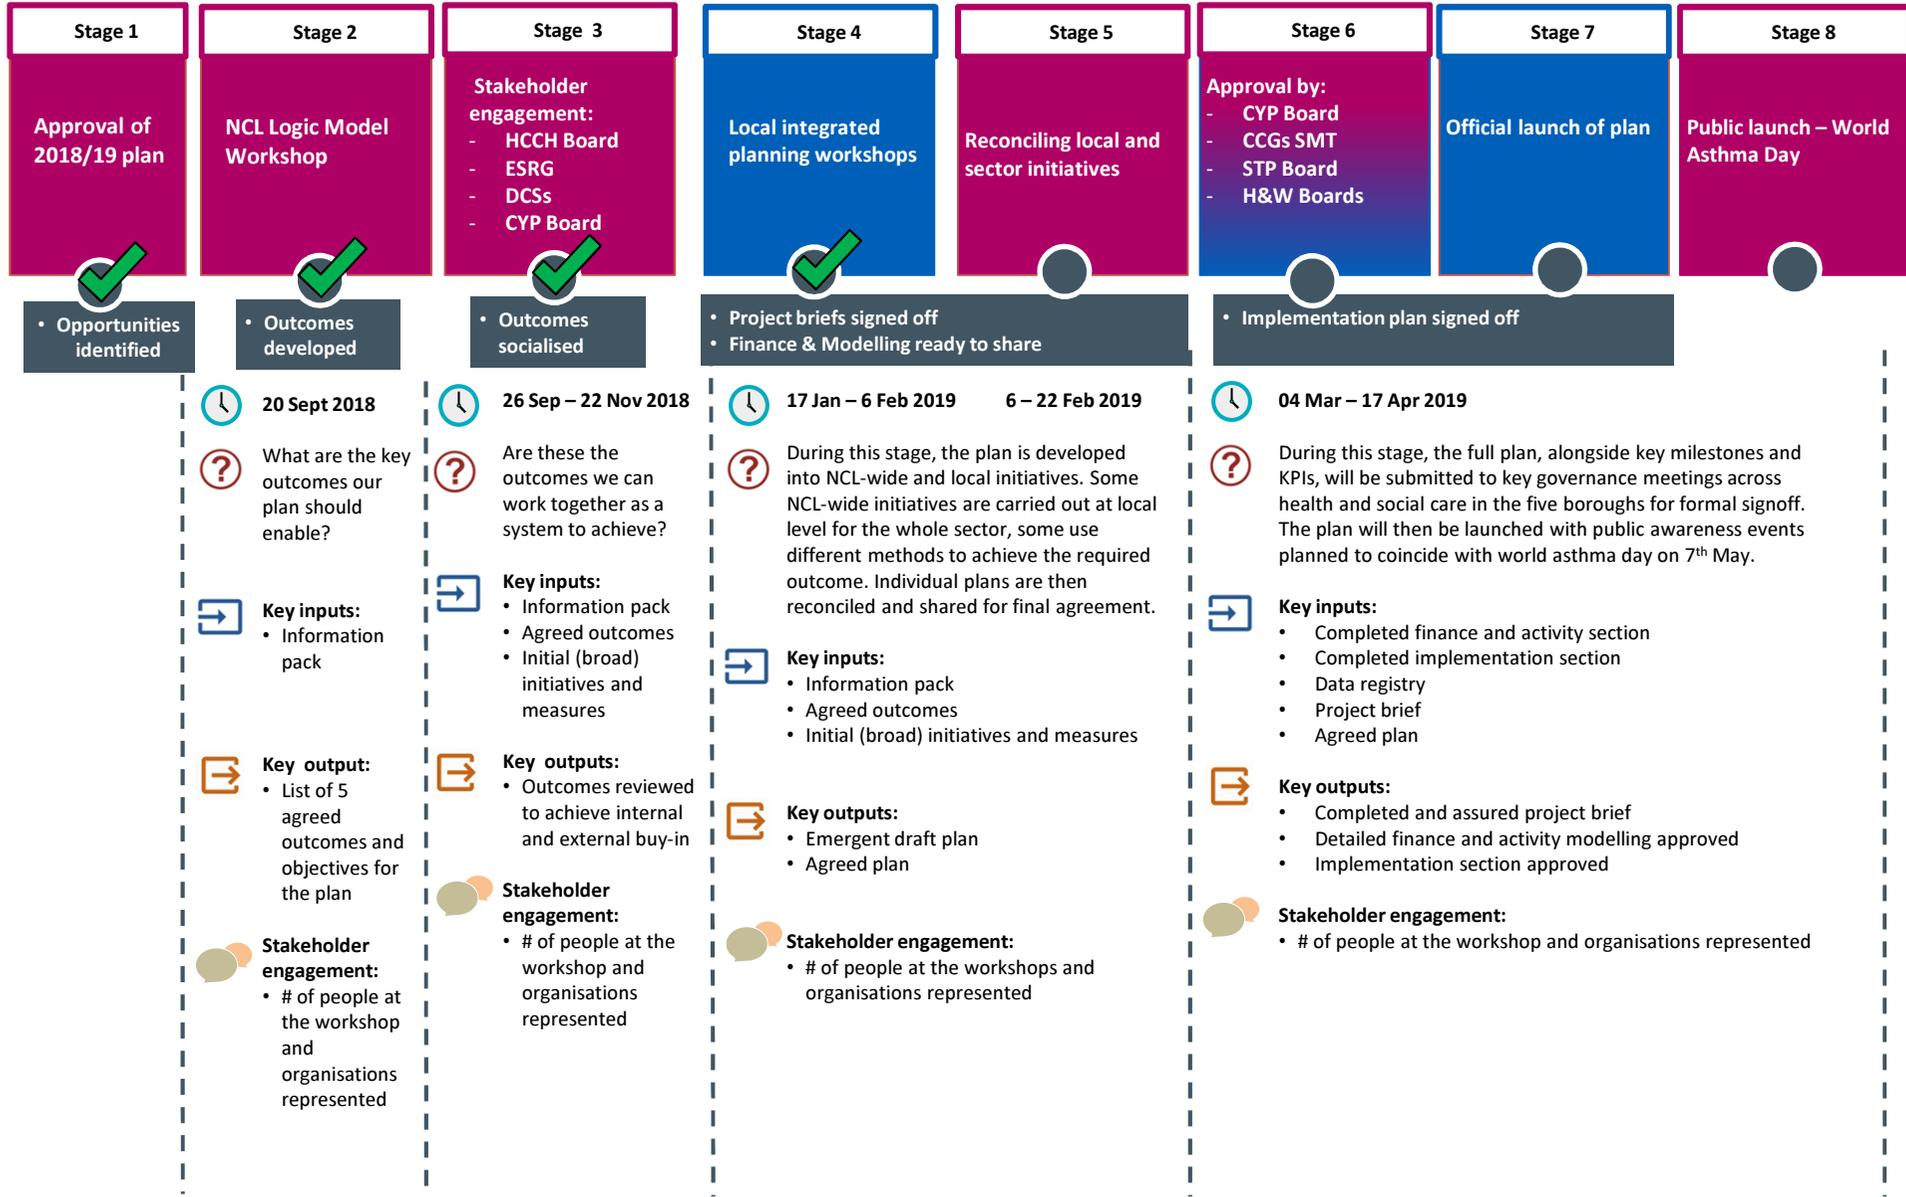 Stage 1
Stage 2
Stage 3
Stage 4
Stage 5
Stage 6
Stage 7
Stage 8
Approval of
2018/19 plan
NCL Logic Model
Workshop
Stakeholder
engagement:
- HCCH Board
- ESRG
- DCSs
- CYP Board
Local integrated
planning workshops
Reconciling local and
sector initiatives
Approval by:
- CYP Board
- CCGs SMT
- STP Board
- H&W Boards
Official launch of plan
Public launch – World
Asthma Day
• Opportunities
identified
• Outcomes
developed
• Outcomes
socialised
• Project briefs signed off
• Finance & Modelling ready to share
• Implementation plan signed off
20 Sept 2018
What are the key
outcomes our
plan should
enable?
Key inputs:
• Information
pack
Key output:
• List of 5
agreed
outcomes and
objectives for
the plan
Stakeholder
engagement:
• # of people at
the workshop
and
organisations
represented
26 Sep – 22 Nov 2018
Are these the
outcomes we can
work together as a
system to achieve?
Key inputs:
• Information pack
• Agreed outcomes
• Initial (broad)
initiatives and
measures
Key outputs:
• Outcomes reviewed
to achieve internal
and external buy-in
Stakeholder
engagement:
• # of people at the
workshop and
organisations
represented
17 Jan – 6 Feb 2019 6 – 22 Feb 2019
During this stage, the plan is developed
into NCL-wide and local initiatives. Some
NCL-wide initiatives are carried out at local
level for the whole sector, some use
different methods to achieve the required
outcome. Individual plans are then
reconciled and shared for final agreement.
Key inputs:
• Information pack
• Agreed outcomes
• Initial (broad) initiatives and measures
Key outputs:
• Emergent draft plan
• Agreed plan
Stakeholder engagement:
• # of people at the workshops and
organisations represented
04 Mar – 17 Apr 2019
During this stage, the full plan, alongside key milestones and
KPIs, will be submitted to key governance meetings across
health and social care in the five boroughs for formal signoff.
The plan will then be launched with public awareness events
planned to coincide with world asthma day on 7th May.
Key inputs:
• Completed finance and activity section
• Completed implementation section
• Data registry
• Project brief
• Agreed plan
Key outputs:
• Completed and assured project brief
• Detailed finance and activity modelling approved
• Implementation section approved
Stakeholder engagement:
• # of people at the workshop and organisations represented